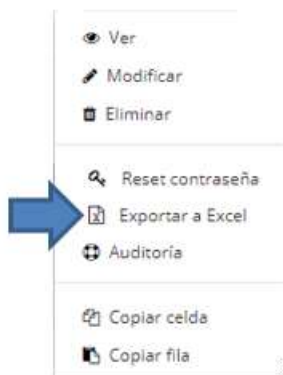 Ver
Modificar
Eliminar
Reset contraseña
Exportar a Excel
Auditoría
Copiar celda
Copiar fila